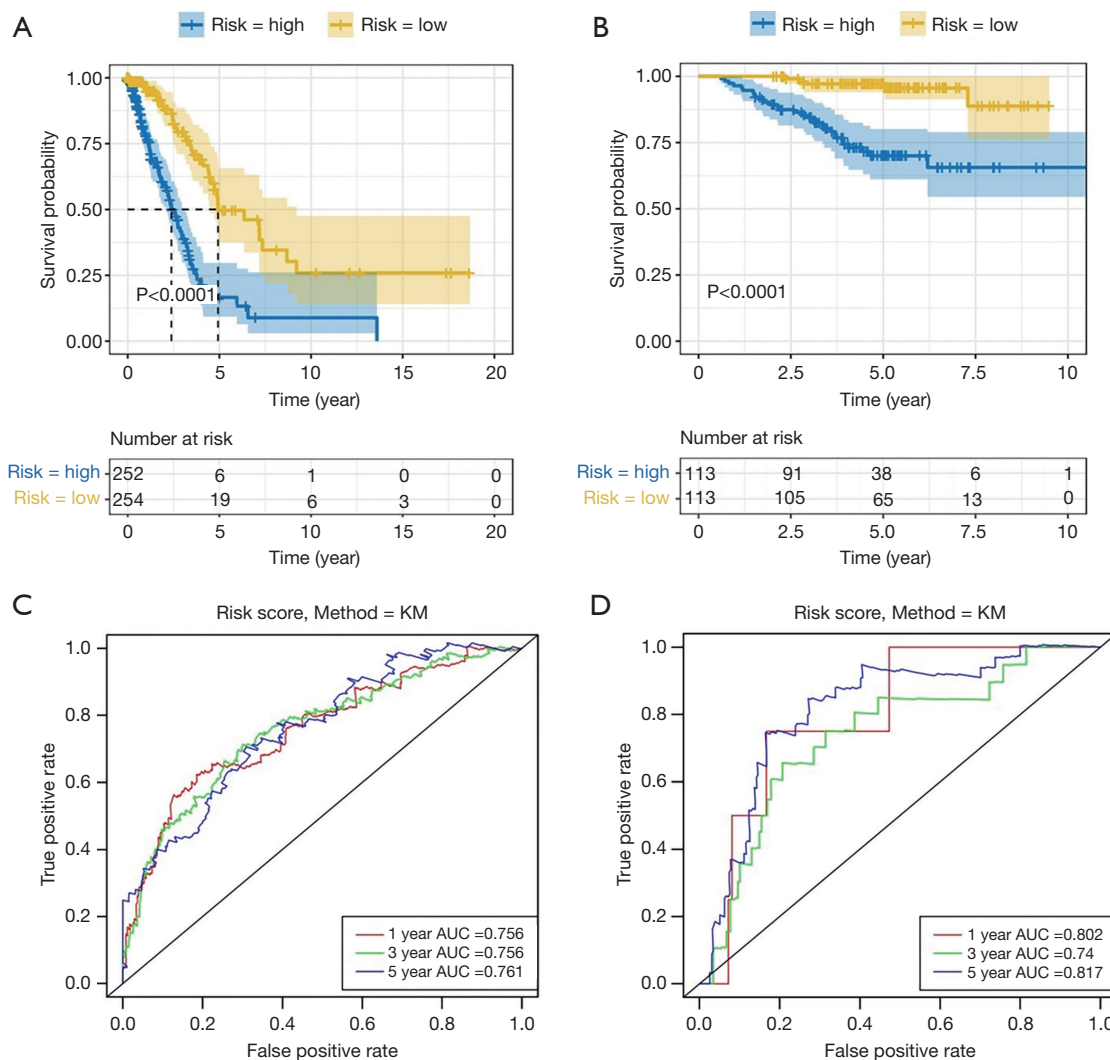 A
Risk = high Risk = low
Survival probability
1.00
0.75
0.50
0.25
0.00
P<0.0001
0 5 10 15 20
Time (year)
Number at risk
Risk = high 252 6 1 0 0
Risk = low 254 19 6 3 0
0 5 10 15 20
Time (year)
B
Risk = high Risk = low
Survival probability
1.00
0.75
0.50
0.25
0.00
P<0.0001
0 2.5 5.0 7.5 10
Time (year)
Number at risk
Risk = high 113 91 38 6 1
Risk = low 113 105 65 13 0
0 2.5 5.0 7.5 10
Time (year)
C
Risk score, Method = KM
True positive rate
1.0
0.8
0.6
0.4
0.2
0.0
1 year AUC =0.756
3 year AUC =0.756
5 year AUC =0.761
0.0 0.2 0.4 0.6 0.8 1.0
False positive rate
D
Risk score, Method = KM
True positive rate
1.0
0.8
0.6
0.4
0.2
0.0
1 year AUC =0.802
3 year AUC =0.74
5 year AUC =0.817
0.0 0.2 0.4 0.6 0.8 1.0
False positive rate